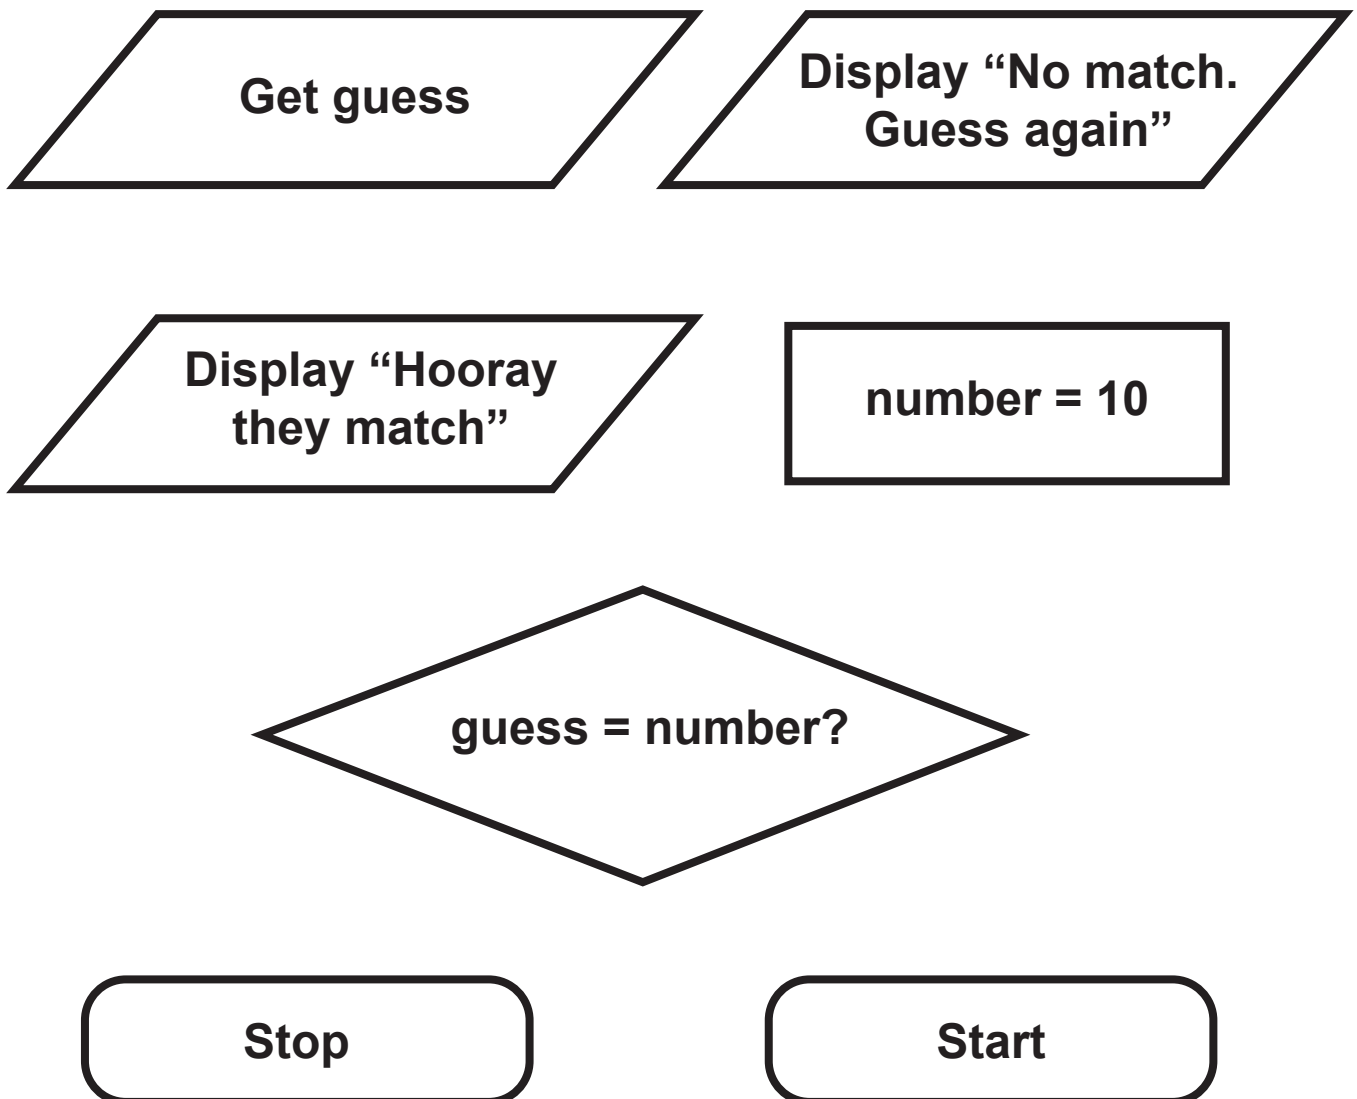 Get guess
Display “No match.
Guess again”
Display “Hooray
they match”
number = 10
guess = number?
Stop
Start